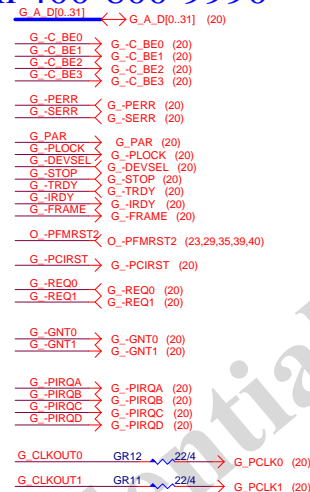 400-800-9990
G_A_D[0..31] G_A_D[0..31] (20)
G_-C_BE0 G_-C_BE0 (20)
G_-C_BE1 G_-C_BE1 (20)
G_-C_BE2 G_-C_BE2 (20)
G_-C_BE3 G_-C_BE3 (20)
G_-PERR G_-PERR (20)
G_-SERR G_-SERR (20)
G_PAR G_PAR (20)
G_-PLOCK G_-PLOCK (20)
G_-DEVSEL G_-DEVSEL (20)
G_-STOP G_-STOP (20)
G_-TRDY G_-TRDY (20)
G_-IRDY G_-IRDY (20)
G_-FRAME G_-FRAME (20)
O_-PFMRST2 O_-PFMRST2 (23,29,35,39,40)
G_-PCIRST G_-PCIRST (20)
G_-REQ0 G_-REQ0 (20)
G_-REQ1 G_-REQ1 (20)
G_-GNT0 G_-GNT0 (20)
G_-GNT1 G_-GNT1 (20)
G_-PIRQA G_-PIRQA (20)
G_-PIRQB G_-PIRQB (20)
G_-PIRQC G_-PIRQC (20)
G_-PIRQD G_-PIRQD (20)
G_CLKOUT0 GR12 22/4 G_PCLK0 (20)
G_CLKOUT1 GR11 22/4 G_PCLK1 (20)